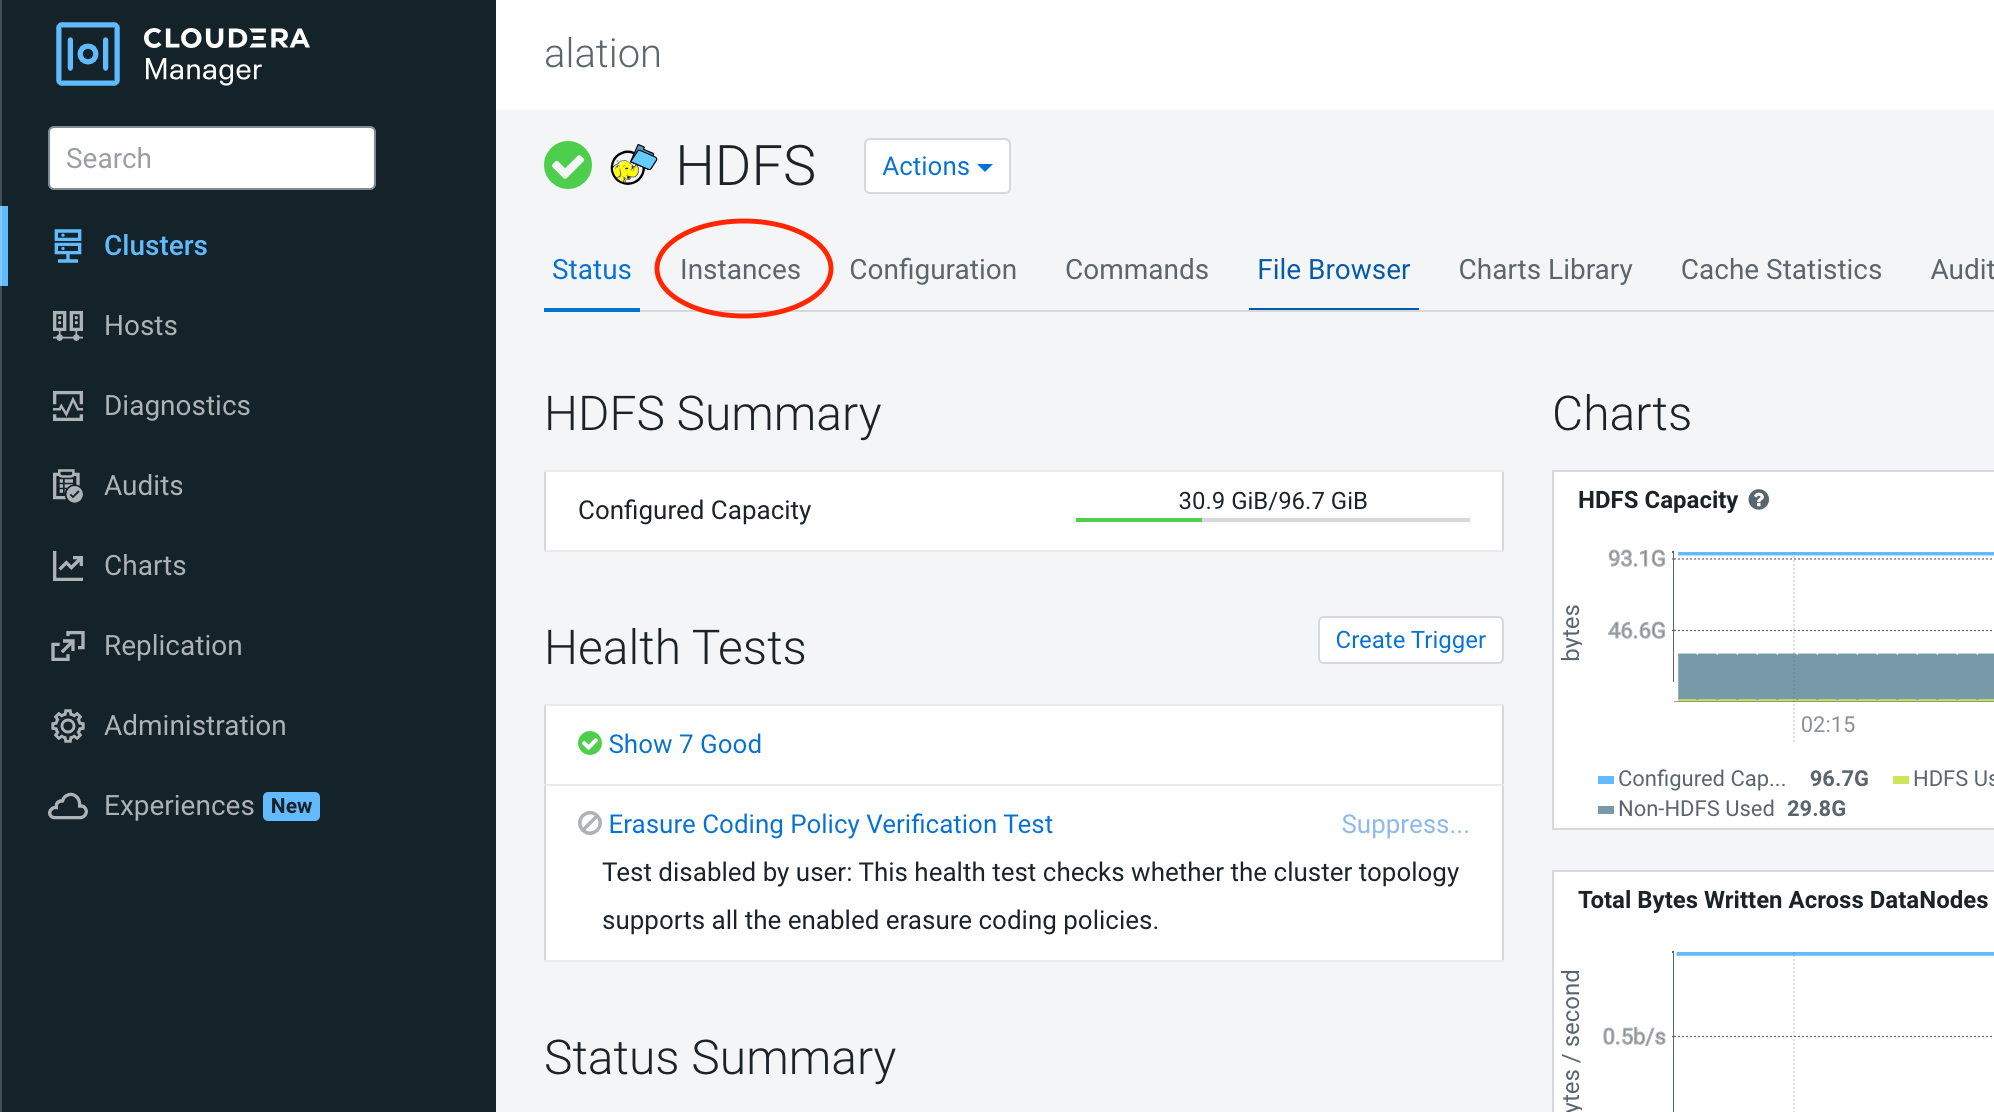 CLOUDERA
Manager
Search
Clusters
Hosts
Diagnostics
Audits
Charts
Replication
Administration
Experiences New
alation
HDFS
Actions
Status Instances Configuration Commands File Browser Charts Library Cache Statistics Audit
HDFS Summary
Configured Capacity 30.9 GiB/96.7 GiB
Health Tests
Create Trigger
Show 7 Good
Erasure Coding Policy Verification Test Suppress...
Test disabled by user: This health test checks whether the cluster topology
supports all the enabled erasure coding policies.
Status Summary
Charts
HDFS Capacity ?
bytes
93.1G
46.6G
02:15
Configured Cap... 96.7G HDFS Us
Non-HDFS Used 29.8G
Total Bytes Written Across DataNodes
ytes / second
0.5b/s